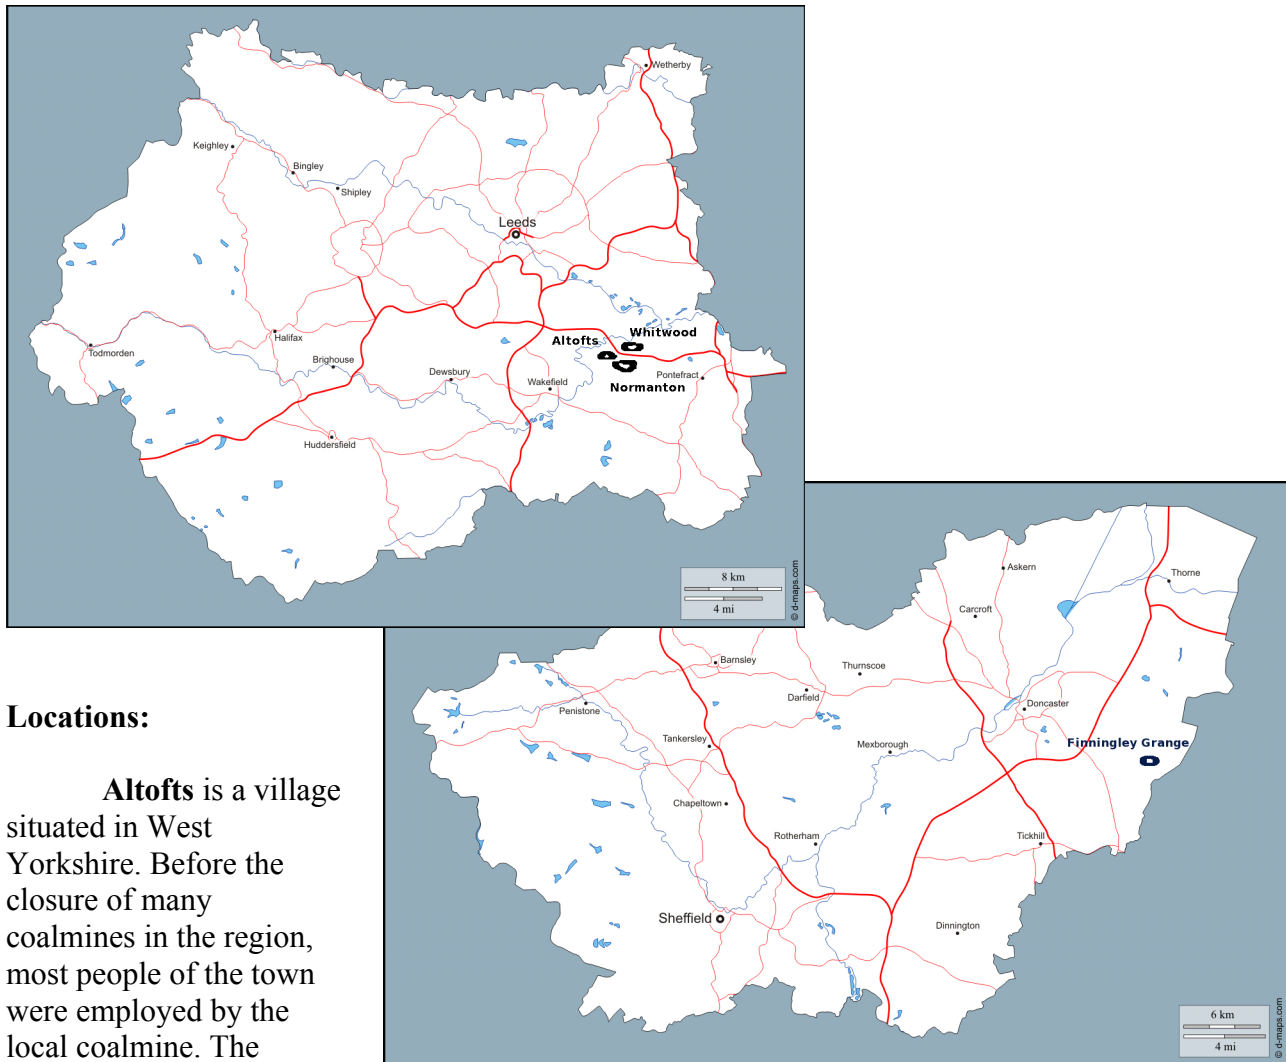 Wetherby
Keighley
Bingley
Shipley
Leeds
Whitwood
Altofts
Halifax
Todmorden
Brighouse
Dewsbury
Wakefield
Pontefract
Normanton
Huddersfield
8 km
4 mi
© d-maps.com
Askern
Thorne
Carcroft
Barnsley
Thurnscoe
Darfield
Penistone
Doncaster
Tankersley
Mexborough
Finningley Grange
Chapeltown
Rotherham
Tickhill
Sheffield
Dinnington
6 km
4 mi
© d-maps.com
Locations:
Altofts is a village
situated in West
Yorkshire. Before the
closure of many
coalmines in the region,
most people of the town
were employed by the
local coalmine. The